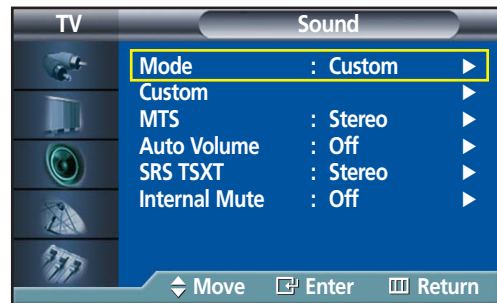 TV Sound
Mode : Custom ▶
Custom ▶
MTS : Stereo ▶
Auto Volume : Off ▶
SRS TSXT : Stereo ▶
Internal Mute : Off ▶
Move Enter Return